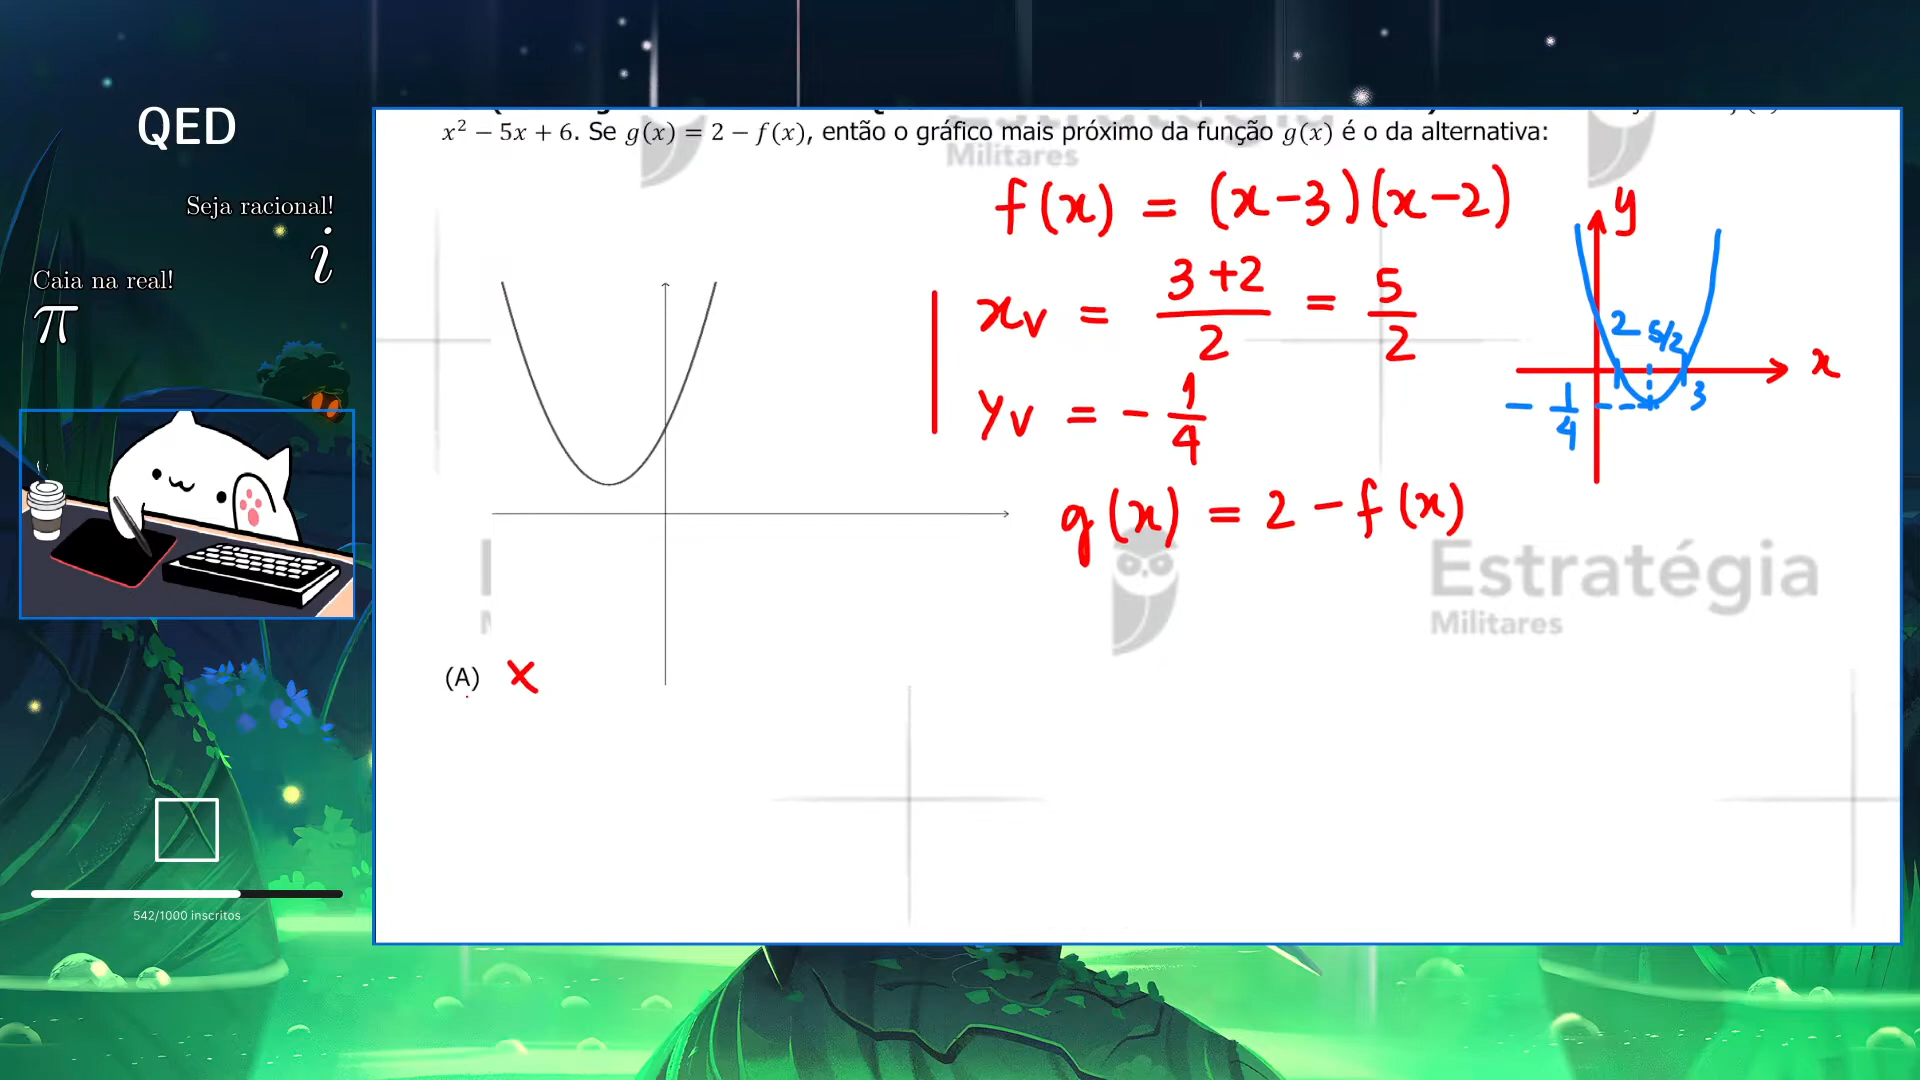 QED
Seja racional!
i
Caia na real!
π
542/1000 inscritos
x² − 5x + 6. Se g(x) = 2 − f(x), então o gráfico mais próximo da função g(x) é o da alternativa:
Militares
f(x) = (x-3)(x-2)
x_v = (3+2)/2 = 5/2
y_v = -1/4
g(x) = 2 - f(x)
y
2 5/2
x
3
- 1/4
Estratégia
Militares
(A) x